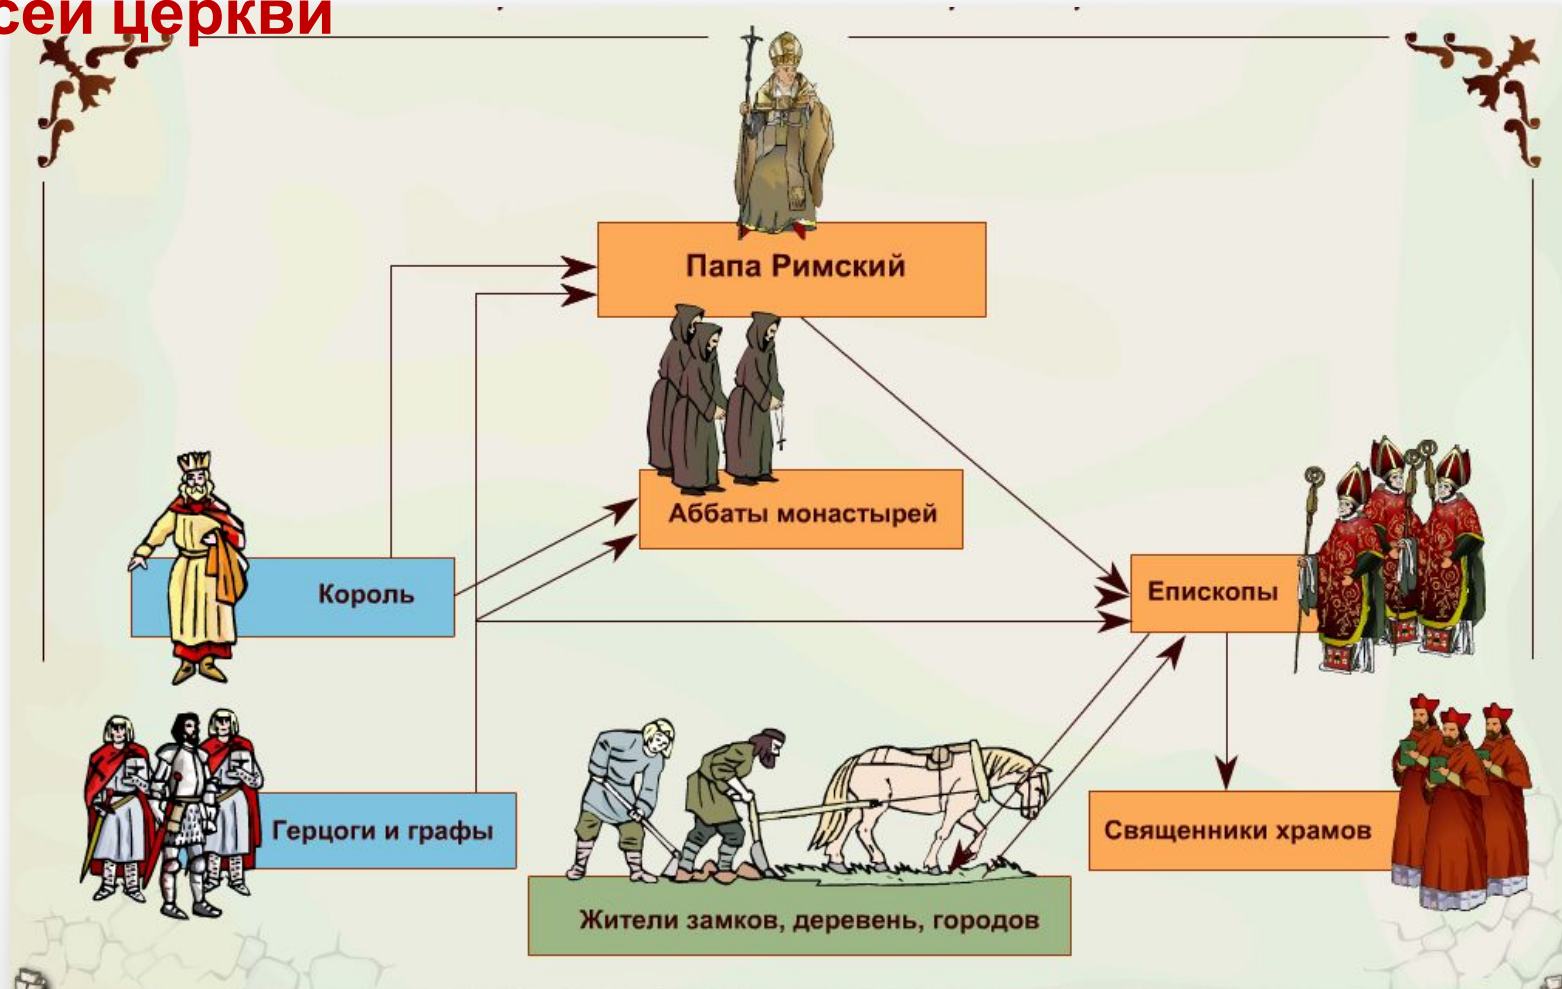 сей церкви
Папа Римский
Аббаты монастырей
Король
Епископы
Герцоги и графы
Священники храмов
Жители замков, деревень, городов